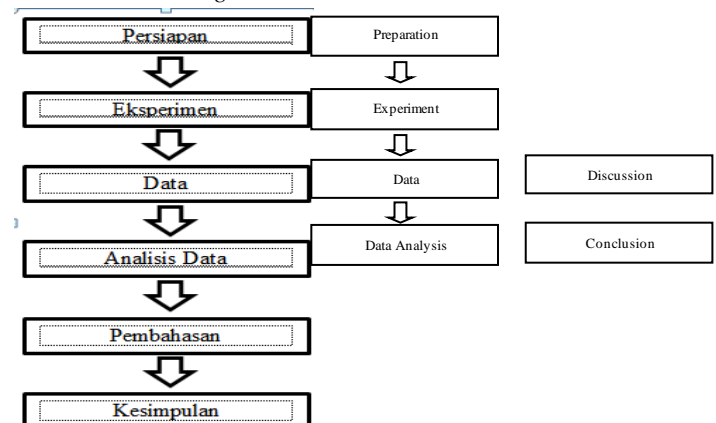 Persiapan
Preparation
Eksperimen
Experiment
Data
Data
Discussion
Analisis Data
Data Analysis
Conclusion
Pembahasan
Kesimpulan